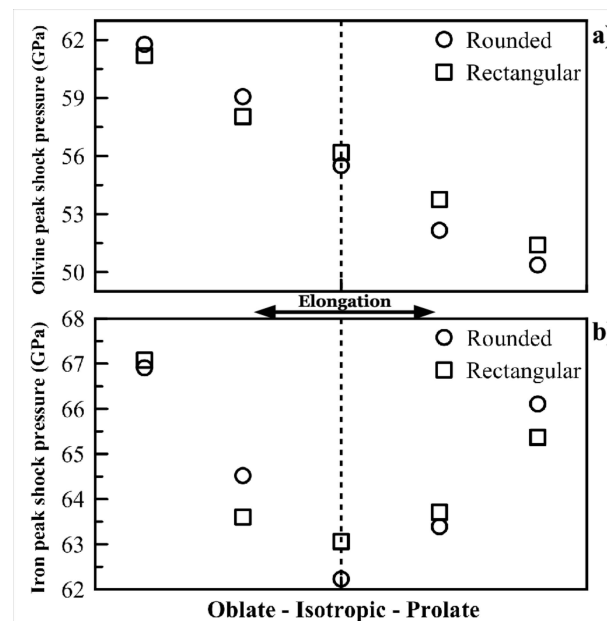 a)
Rounded
Rectangular
Olivine peak shock pressure (GPa)
62
59
56
53
50
Elongation
b
Rounded
Rectangular
Iron peak shock pressure (GPa)
68
67
66
65
64
63
62
Oblate - Isotropic - Prolate